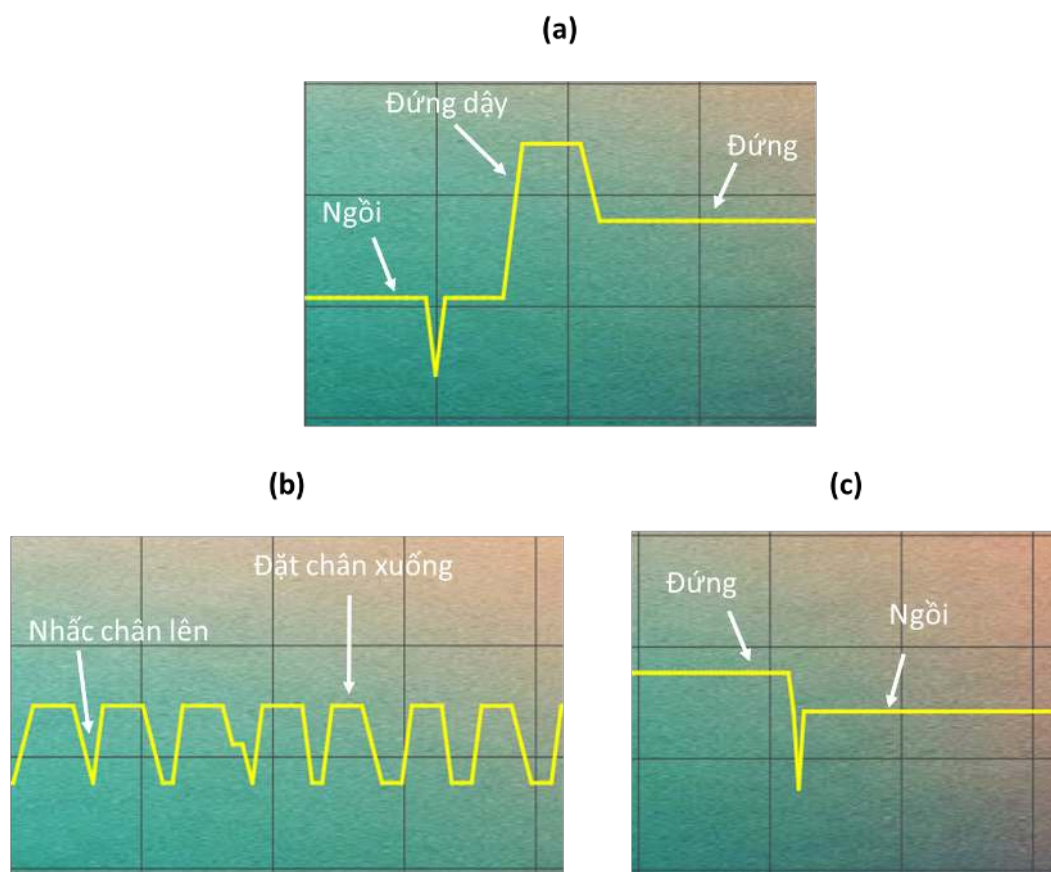 (a)
Đứng dậy
Đứng
Ngồi
(b)
(c)
Đặt chân xuống
Nhấc chân lên
Đứng
Ngồi